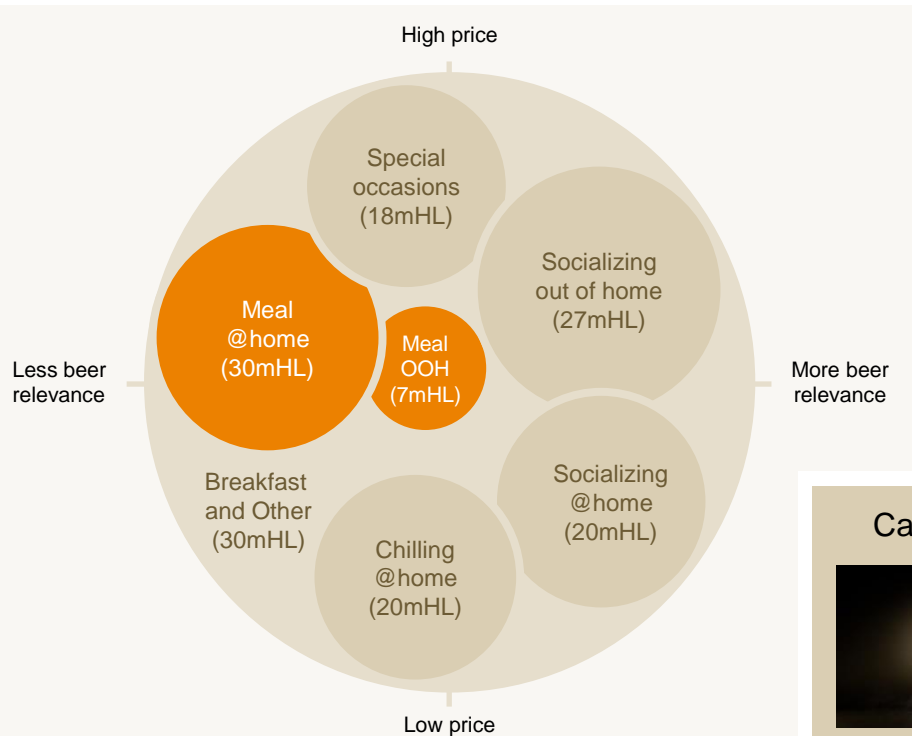 High price
Special
occasions
(18mHL)
Socializing
out of home
(27mHL)
Meal
@home
(30mHL)
Meal
OOH
(7mHL)
Less beer
relevance
More beer
relevance
Breakfast
and Other
(30mHL)
Socializing
@home
(20mHL)
Chilling
@home
(20mHL)
Ca
Low price